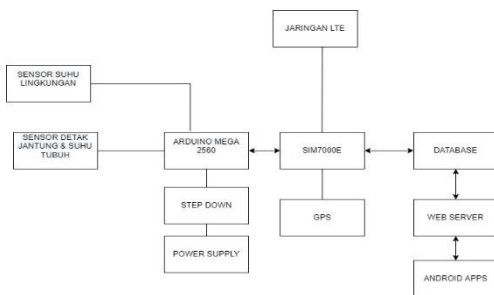 JARINGAN LTE
SENSOR SUHU
LINGKUNGAN
SENSOR DETAK
JANTUNG & SUHU
TUBUH
ARDUINO MEGA
2560
SIM7000E
DATABASE
STEP DOWN
GPS
WEB SERVER
POWER SUPPLY
ANDROID APPS